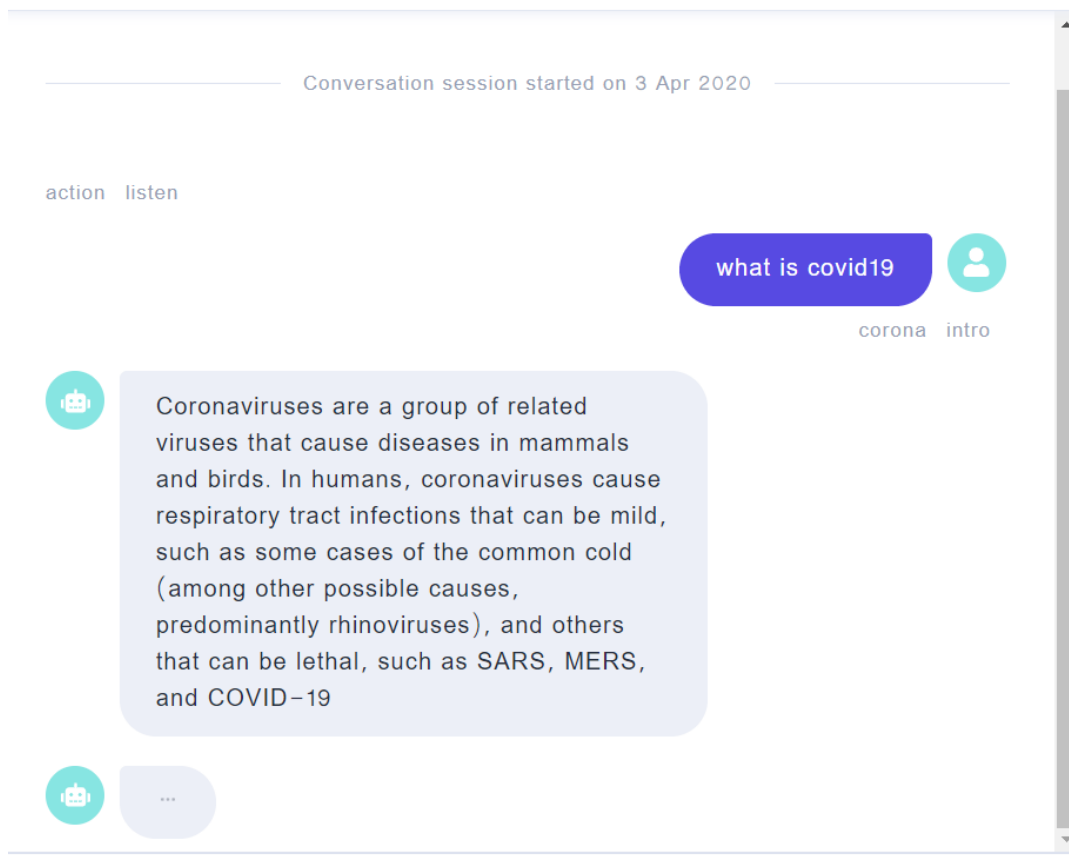 Conversation session started on 3 Apr 2020
action listen
what is covid19
corona intro
Coronaviruses are a group of related
viruses that cause diseases in mammals
and birds. In humans, coronaviruses cause
respiratory tract infections that can be mild,
such as some cases of the common cold
(among other possible causes,
predominantly rhinoviruses), and others
that can be lethal, such as SARS, MERS,
and COVID-19
...